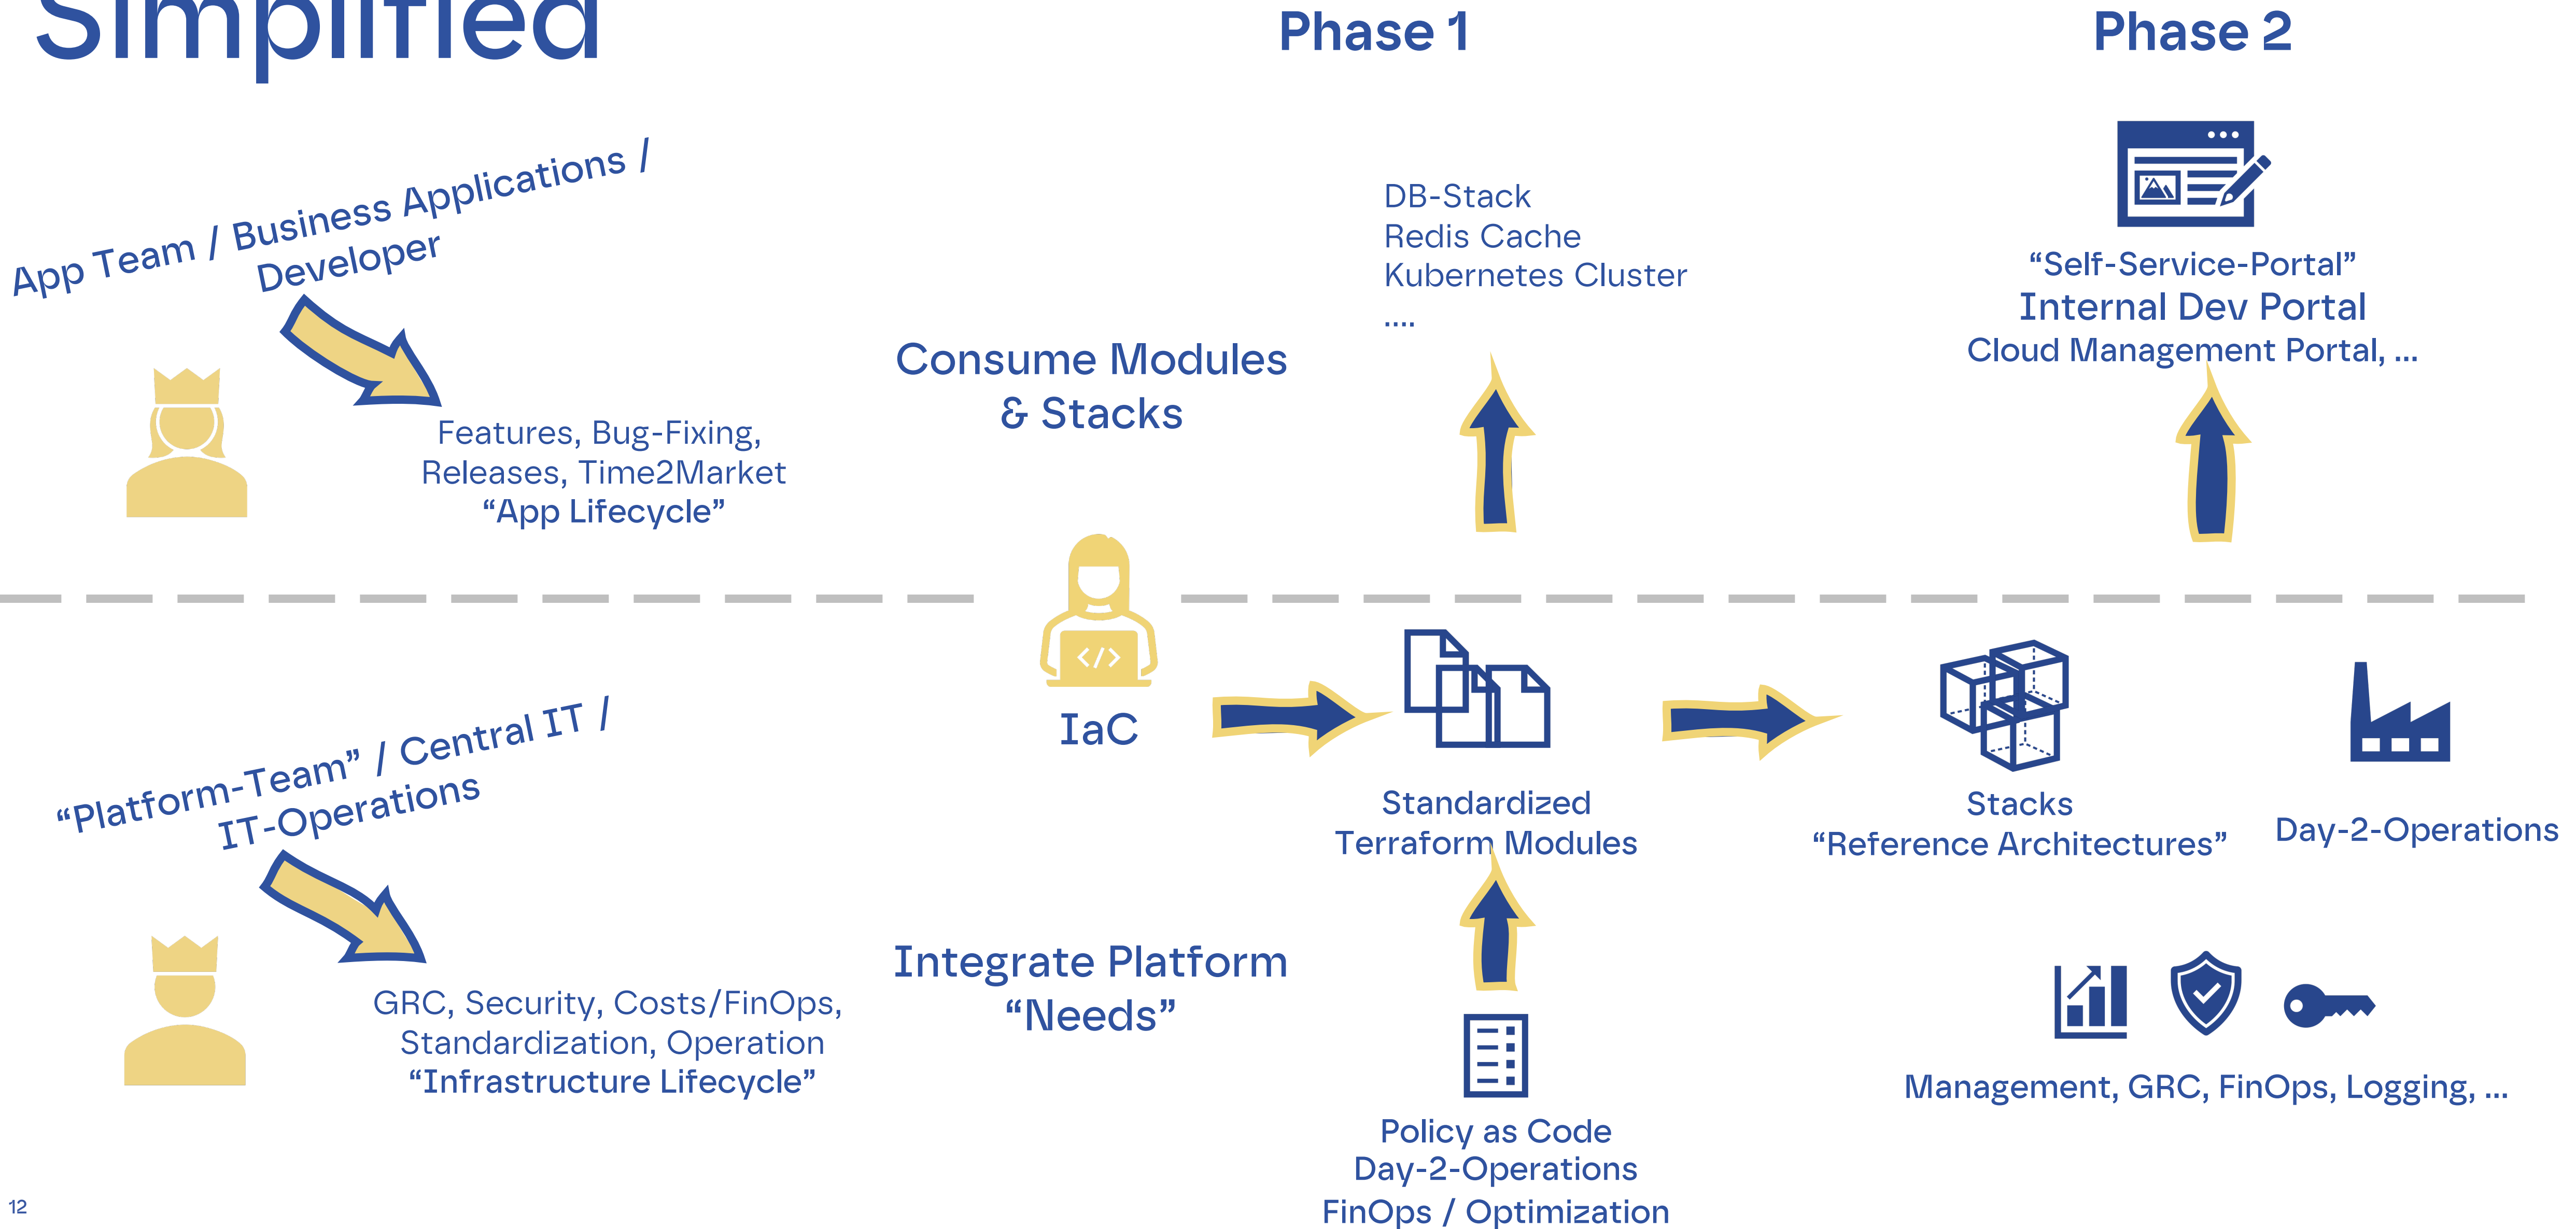 Simplified
Phase 1
Phase 2
App Team / Business Applications /
Developer
Features, Bug-Fixing,
Releases, Time2Market
“App Lifecycle”
Consume Modules
& Stacks
DB-Stack
Redis Cache
Kubernetes Cluster
....
“Self-Service-Portal”
Internal Dev Portal
Cloud Management Portal, ...
</>
IaC
“Platform-Team” / Central IT /
IT-Operations
GRC, Security, Costs/FinOps,
Standardization, Operation
“Infrastructure Lifecycle”
Integrate Platform
“Needs”
Standardized
Terraform Modules
Policy as Code
Day-2-Operations
FinOps / Optimization
Stacks
“Reference Architectures”
Day-2-Operations
Management, GRC, FinOps, Logging, ...
12